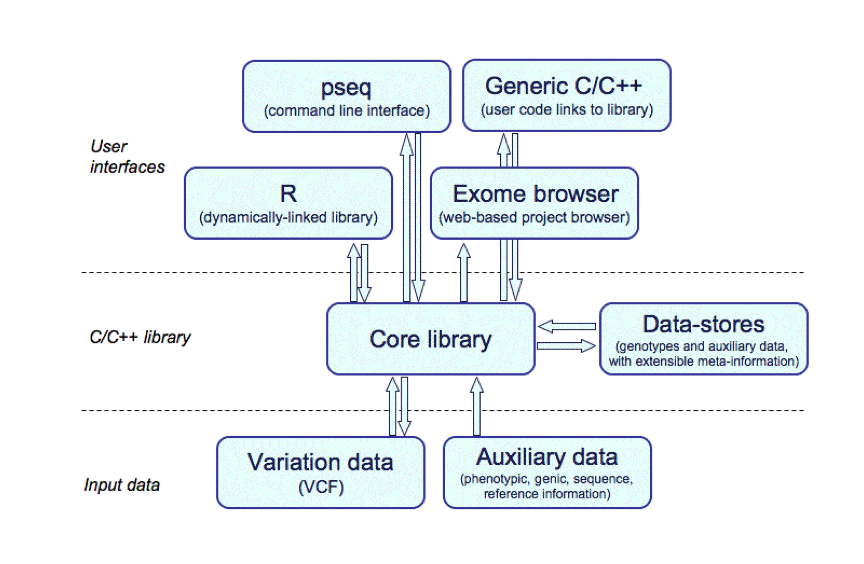 pseq
(command line interface)
Generic C/C++
(user code links to library)
User
interfaces
R
(dynamically-linked library)
Exome browser
(web-based project browser)
C/C++ library
Core library
Data-stores
(genotypes and auxiliary data,
with extensible meta-information)
Input data
Variation data
(VCF)
Auxiliary data
(phenotypic, genic, sequence,
reference information)